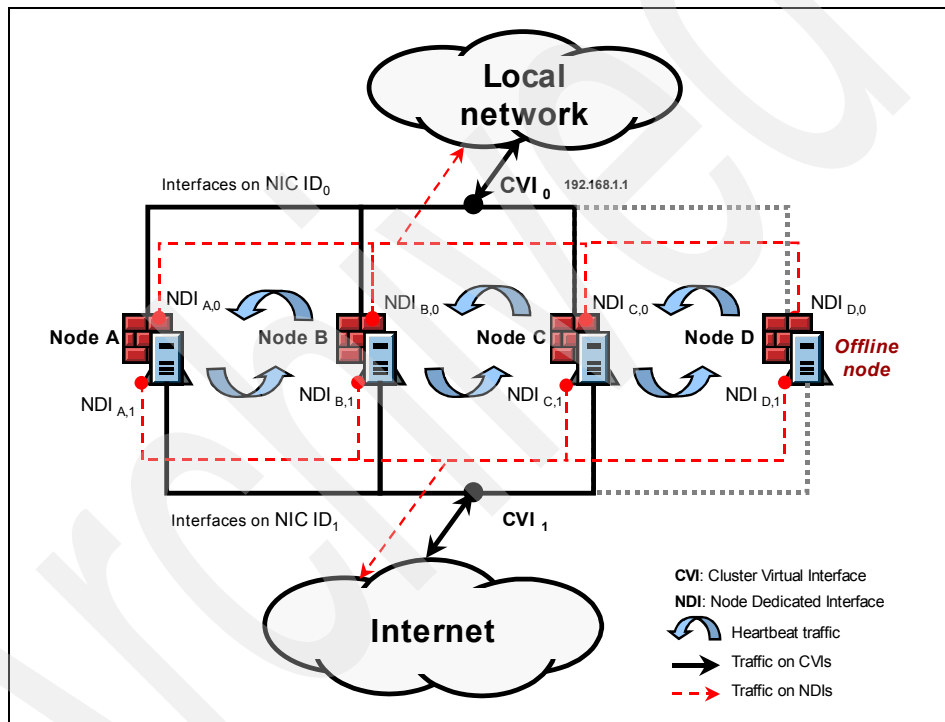 Local
network
Interfaces on NIC ID0
CVI 0
192.168.1.1
NDI A,0
NDI B,0
NDI C,0
NDI D,0
Node A
Node B
Node C
Node D
Offline
node
NDI A,1
NDI B,1
NDI C,1
NDI D,1
Interfaces on NIC ID1
CVI 1
Internet
CVI: Cluster Virtual Interface
NDI: Node Dedicated Interface
Heartbeat traffic
Traffic on CVIs
Traffic on NDIs
Archived